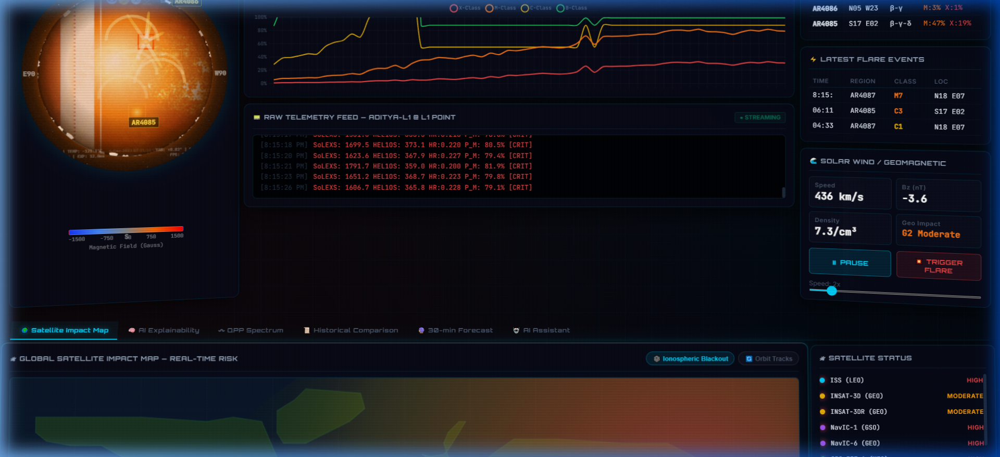 AR4086
E90
W90
AR4085
-1500 -750 0 750 1500
Magnetic Field (Gauss)
X-Class M-Class C-Class B-Class
100%
80%
60%
40%
20%
0%
RAW TELEMETRY FEED — ADITYA-L1 @ L1 POINT
● STREAMING
[8:15:18 PM] SoLEXS: 1699.5 HEL1OS: 373.1 HR:0.220 P_M: 80.5% [CRIT]
[8:15:20 PM] SoLEXS: 1623.6 HEL1OS: 367.9 HR:0.227 P_M: 79.4% [CRIT]
[8:15:21 PM] SoLEXS: 1791.7 HEL1OS: 359.0 HR:0.200 P_M: 81.9% [CRIT]
[8:15:23 PM] SoLEXS: 1651.2 HEL1OS: 368.7 HR:0.223 P_M: 79.8% [CRIT]
[8:15:26 PM] SoLEXS: 1606.7 HEL1OS: 365.8 HR:0.228 P_M: 79.1% [CRIT]
AR4086 N05 W23 β-γ M:3% X:1%
AR4085 S17 E02 β-γ-δ M:47% X:19%
LATEST FLARE EVENTS
TIME REGION CLASS LOC
8:15: AR4087 M7 N18 E07
06:11 AR4085 C3 S17 E02
04:33 AR4087 C1 N18 E07
SOLAR WIND / GEOMAGNETIC
Speed
436 km/s
Bz (nT)
-3.6
Density
7.3/cm³
Geo Impact
G2 Moderate
⏸ PAUSE
TRIGGER
FLARE
Speed: 2x
Satellite Impact Map
AI Explainability
QPP Spectrum
Historical Comparison
30-min Forecast
AI Assistant
GLOBAL SATELLITE IMPACT MAP — REAL-TIME RISK
Ionospheric Blackout
Orbit Tracks
SATELLITE STATUS
ISS (LEO) HIGH
INSAT-3D (GEO) MODERATE
INSAT-3DR (GEO) MODERATE
NavIC-1 (GSO) HIGH
NavIC-6 (GEO) HIGH